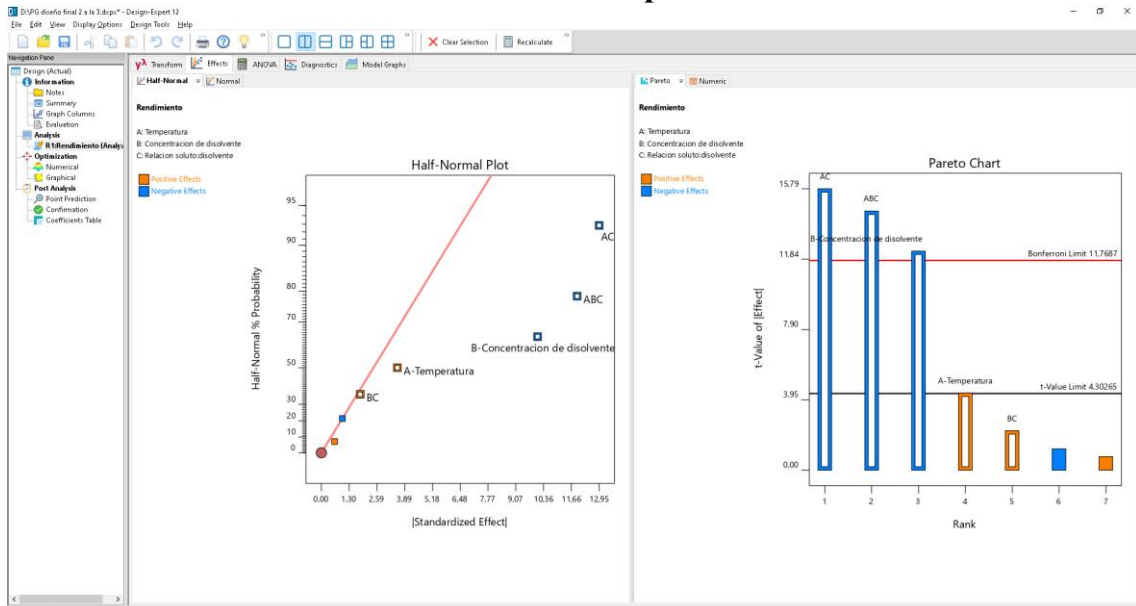 D:\PG diseño final 2 a la 3.dxpx* - Design-Expert 12
File Edit View Display Options Design Tools Help
Clear Selection Recalculate
Navigation Pane
Design (Actual)
Information
Notes
Summary
Graph Columns
Evaluation
Analysis
R1:Rendimiento (Analyz
Optimization
Numerical
Graphical
Post Analysis
Point Prediction
Confirmation
Coefficients Table
yλ Transform Effects ANOVA Diagnostics Model Graphs
Half-Normal Normal
Rendimiento
A: Temperatura
B: Concentracion de disolvente
C: Relacion soluto:disolvente
Positive Effects
Negative Effects
Half-Normal Plot
Half-Normal % Probability
95
90
80
70
50
30
20
10
0
AC
ABC
B-Concentracion de disolvente
A-Temperatura
BC
0.00 1.30 2.59 3.89 5.18 6.48 7.77 9.07 10.36 11.66 12.95
|Standardized Effect|
Pareto Numeric
Rendimiento
A: Temperatura
B: Concentracion de disolvente
C: Relacion soluto:disolvente
Positive Effects
Negative Effects
Pareto Chart
t-Value of |Effect|
15.79
11.84
7.90
3.95
0.00
AC
ABC
B-Concentracion de disolvente
Bonferroni Limit 11,7687
A-Temperatura
t-Value Limit 4,30265
BC
1 2 3 4 5 6 7
Rank